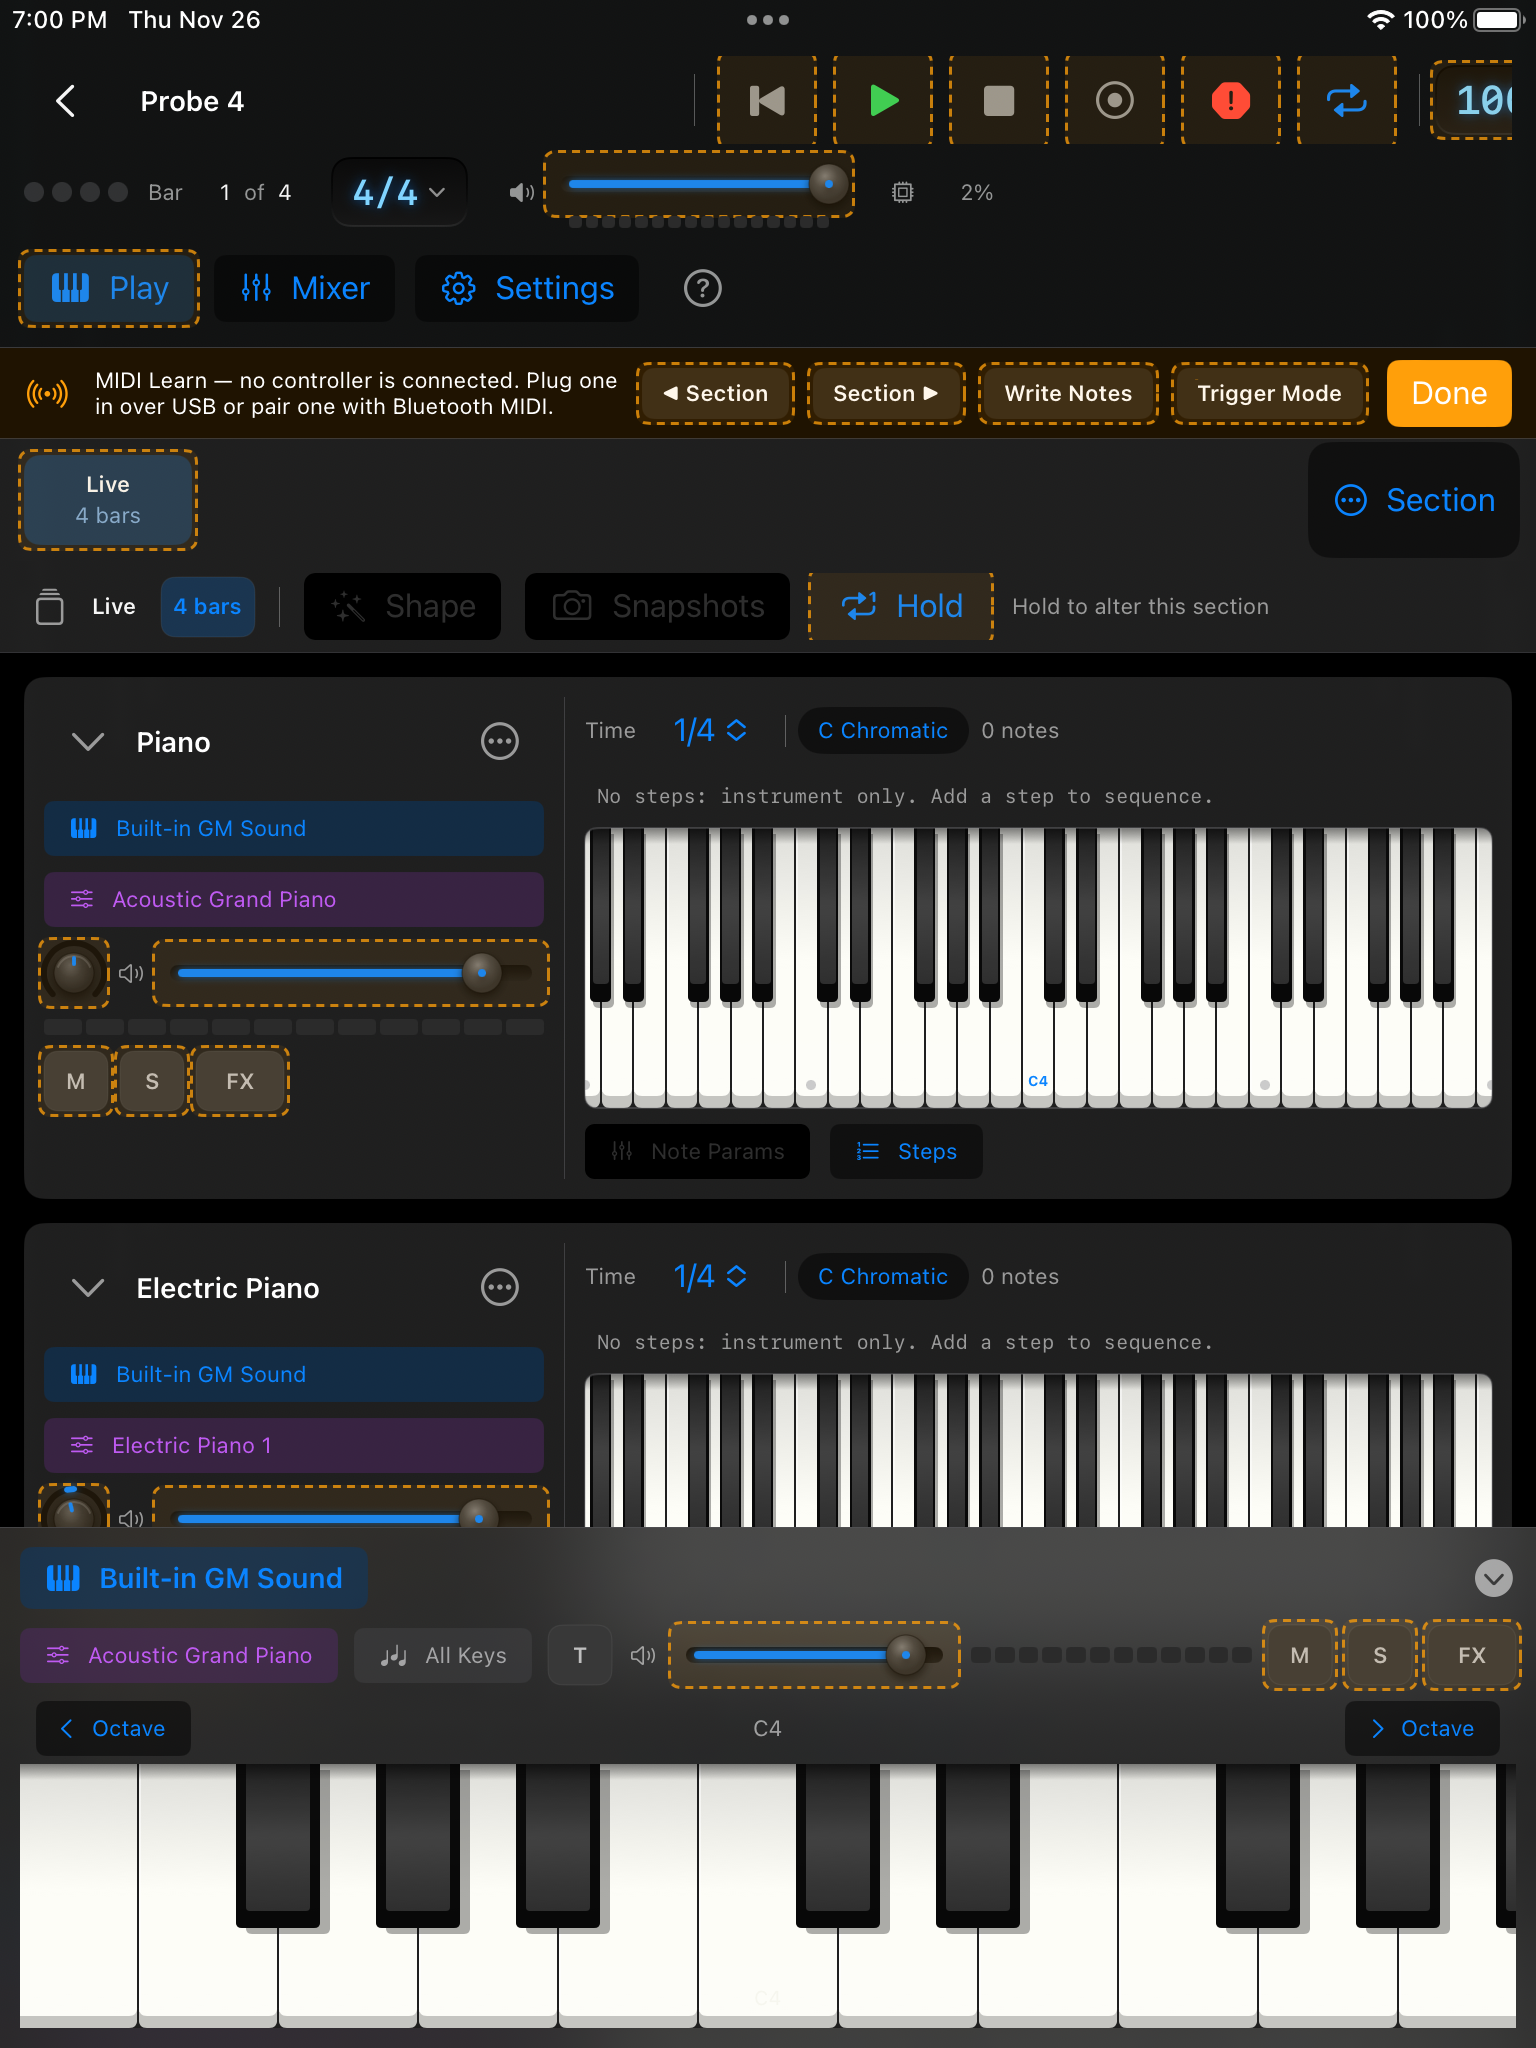 7:00 PM Thu Nov 26
100%
Probe 4
Bar 1 of 4
4/4
2%
Play
Mixer
Settings
?
MIDI Learn — no controller is connected. Plug one
in over USB or pair one with Bluetooth MIDI.
◀ Section
Section ▶
Write Notes
Trigger Mode
Done
Live
4 bars
Section
Live
4 bars
Shape
Snapshots
Hold
Hold to alter this section
Piano
Time 1/4
C Chromatic
0 notes
No steps: instrument only. Add a step to sequence.
Built-in GM Sound
Acoustic Grand Piano
C4
M
S
FX
Note Params
Steps
Electric Piano
Time 1/4
C Chromatic
0 notes
No steps: instrument only. Add a step to sequence.
Built-in GM Sound
Electric Piano 1
Built-in GM Sound
Acoustic Grand Piano
All Keys
T
M
S
FX
Octave
C4
Octave
C4